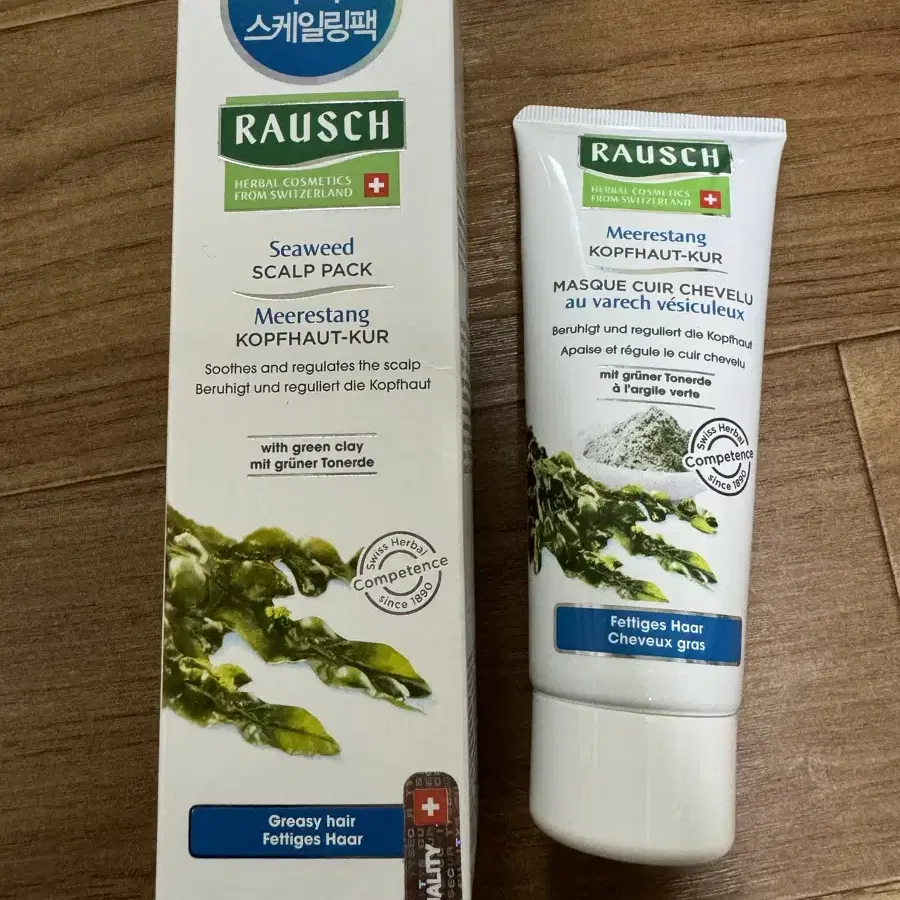 스케일링팩
RAUSCH
HERBAL COSMETICS
FROM SWITZERLAND
Seaweed
SCALP PACK
Meerestang
KOPFHAUT-KUR
Soothes and regulates the scalp
Beruhigt und reguliert die Kopfhaut
with green clay
mit grüner Tonerde
Swiss Herbal
Competence
since 1890
Greasy hair
Fettiges Haar
RAUSCH
HERBAL COSMETICS
FROM SWITZERLAND
Meerestang
KOPFHAUT-KUR
MASQUE CUIR CHEVELU
au varech vésiculeux
Beruhigt und reguliert die Kopfhaut
Apaise et régule le cuir chevelu
mit grüner Tonerde
à l'argile verte
Swiss Herbal
Competence
since 1890
Fettiges Haar
Cheveux gras